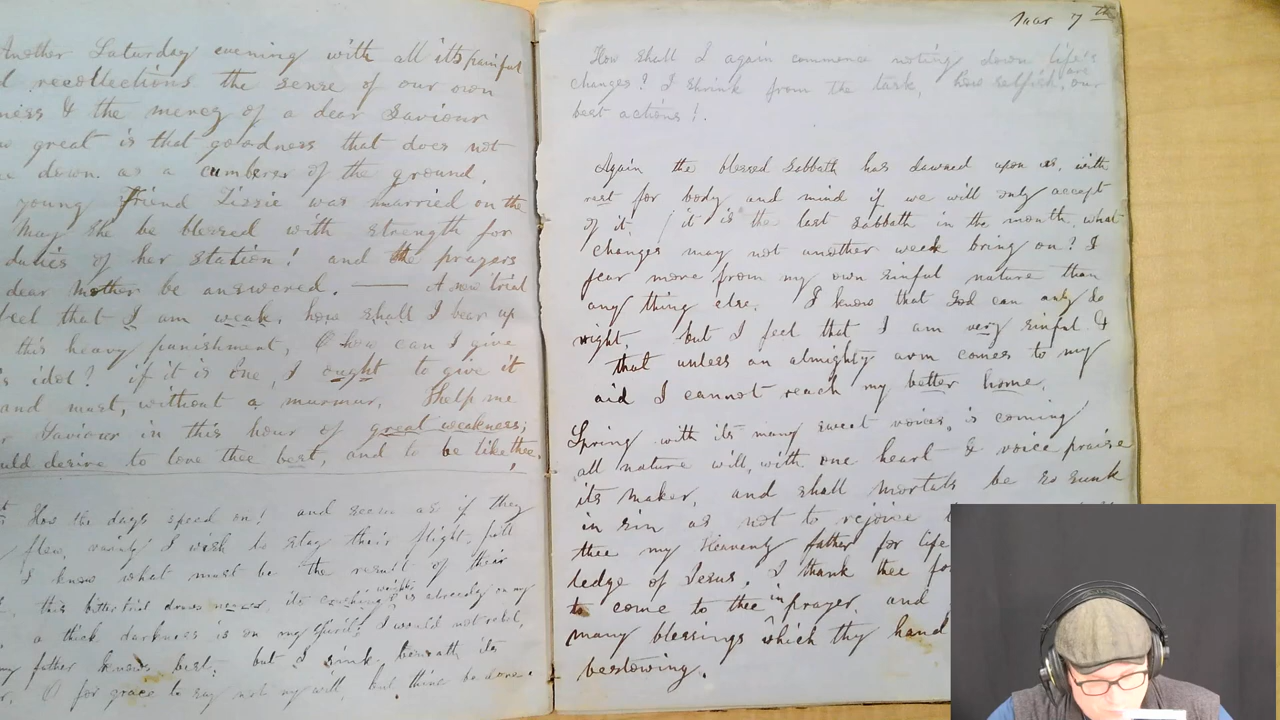 Another Saturday evening with all its painful
recollections the sense of our own
ness & the mercy of a dear Saviour
great is that goodness that does not
down. as a cumberer of the ground,
young Friend Lizzie was married on the
May she be blessed with strength for
duties of her station! and the prayers
dear Mother be answered. — A new trial
feel that I am weak, how shall I bear up
this heavy punishment, O how can I give
idol? if it is one, I ought to give it
and must, without a murmur, help me
Saviour in this hour of great weakness;
uld desire to love thee best, and to be like thee.
How the days speed on! and seem as if they
flew, vainly I wish to stay their flight, full
I know what must be the result of their
this bitter trial draws nearer, its crushing weight is already on my
a thick darkness is on my spirit; I would not rebel,
my father knows best, but I sink beneath its
O for grace to say not my will, but thine be done.
Mar 7th
How shall I again commence noting down life's
changes? I shrink from the task, how selfish are our
best actions!
Again the blessed Sabbath has dawned upon us, with
rest for body and mind if we will only accept
of it, it is the last Sabbath in the month, what
changes may not another week bring on? I
fear more from my own sinful nature than
any thing else. I know that God can only do
right, but I feel that I am very sinful &
that unless an almighty arm comes to my
aid I cannot reach my better home.
Spring with its many sweet voices, is coming
all nature will, with one heart & voice praise
its maker, and shall mortals be so sunk
in sin as not to rejoice
thee my Heavenly father for life
ledge of Jesus. I thank thee fo
to come to thee in prayer, and
many blessings which thy hand
bestowing.